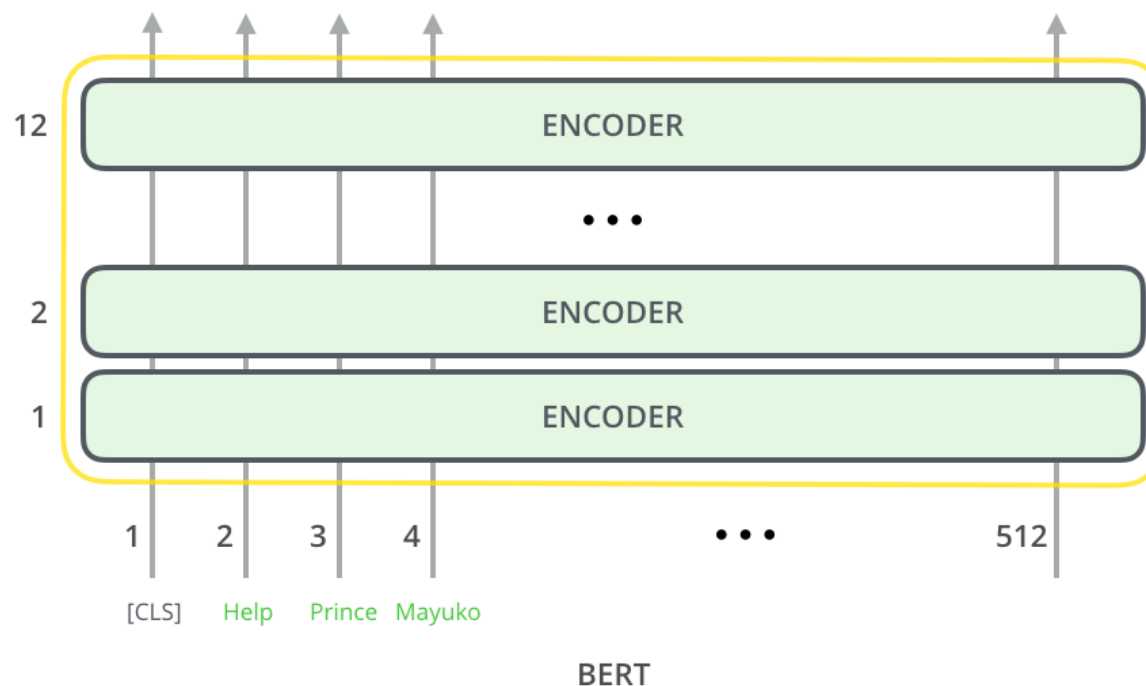 12 ENCODER
•••
2 ENCODER
1 ENCODER
1 2 3 4 ••• 512
[CLS] Help Prince Mayuko
BERT